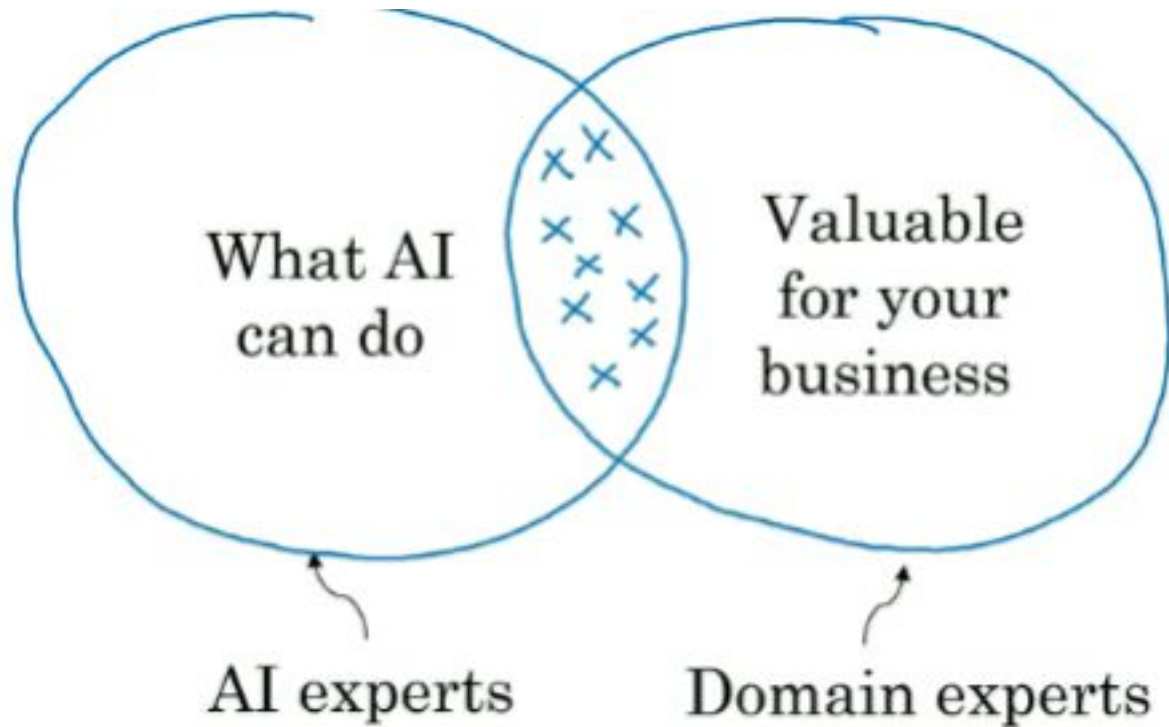 What AI
can do
Valuable
for your
business
AI experts
Domain experts